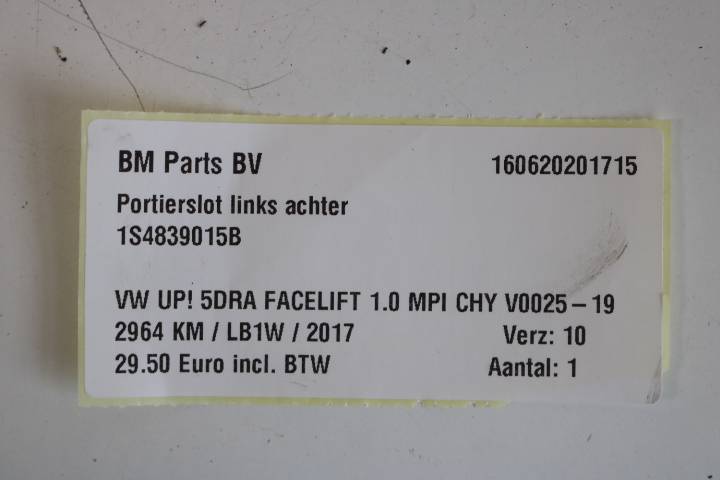 BM Parts BV 160620201715
Portierslot links achter
1S4839015B
VW UP! 5DRA FACELIFT 1.0 MPI CHY V0025-19
2964 KM / LB1W / 2017 Verz: 10
29.50 Euro incl. BTW Aantal: 1